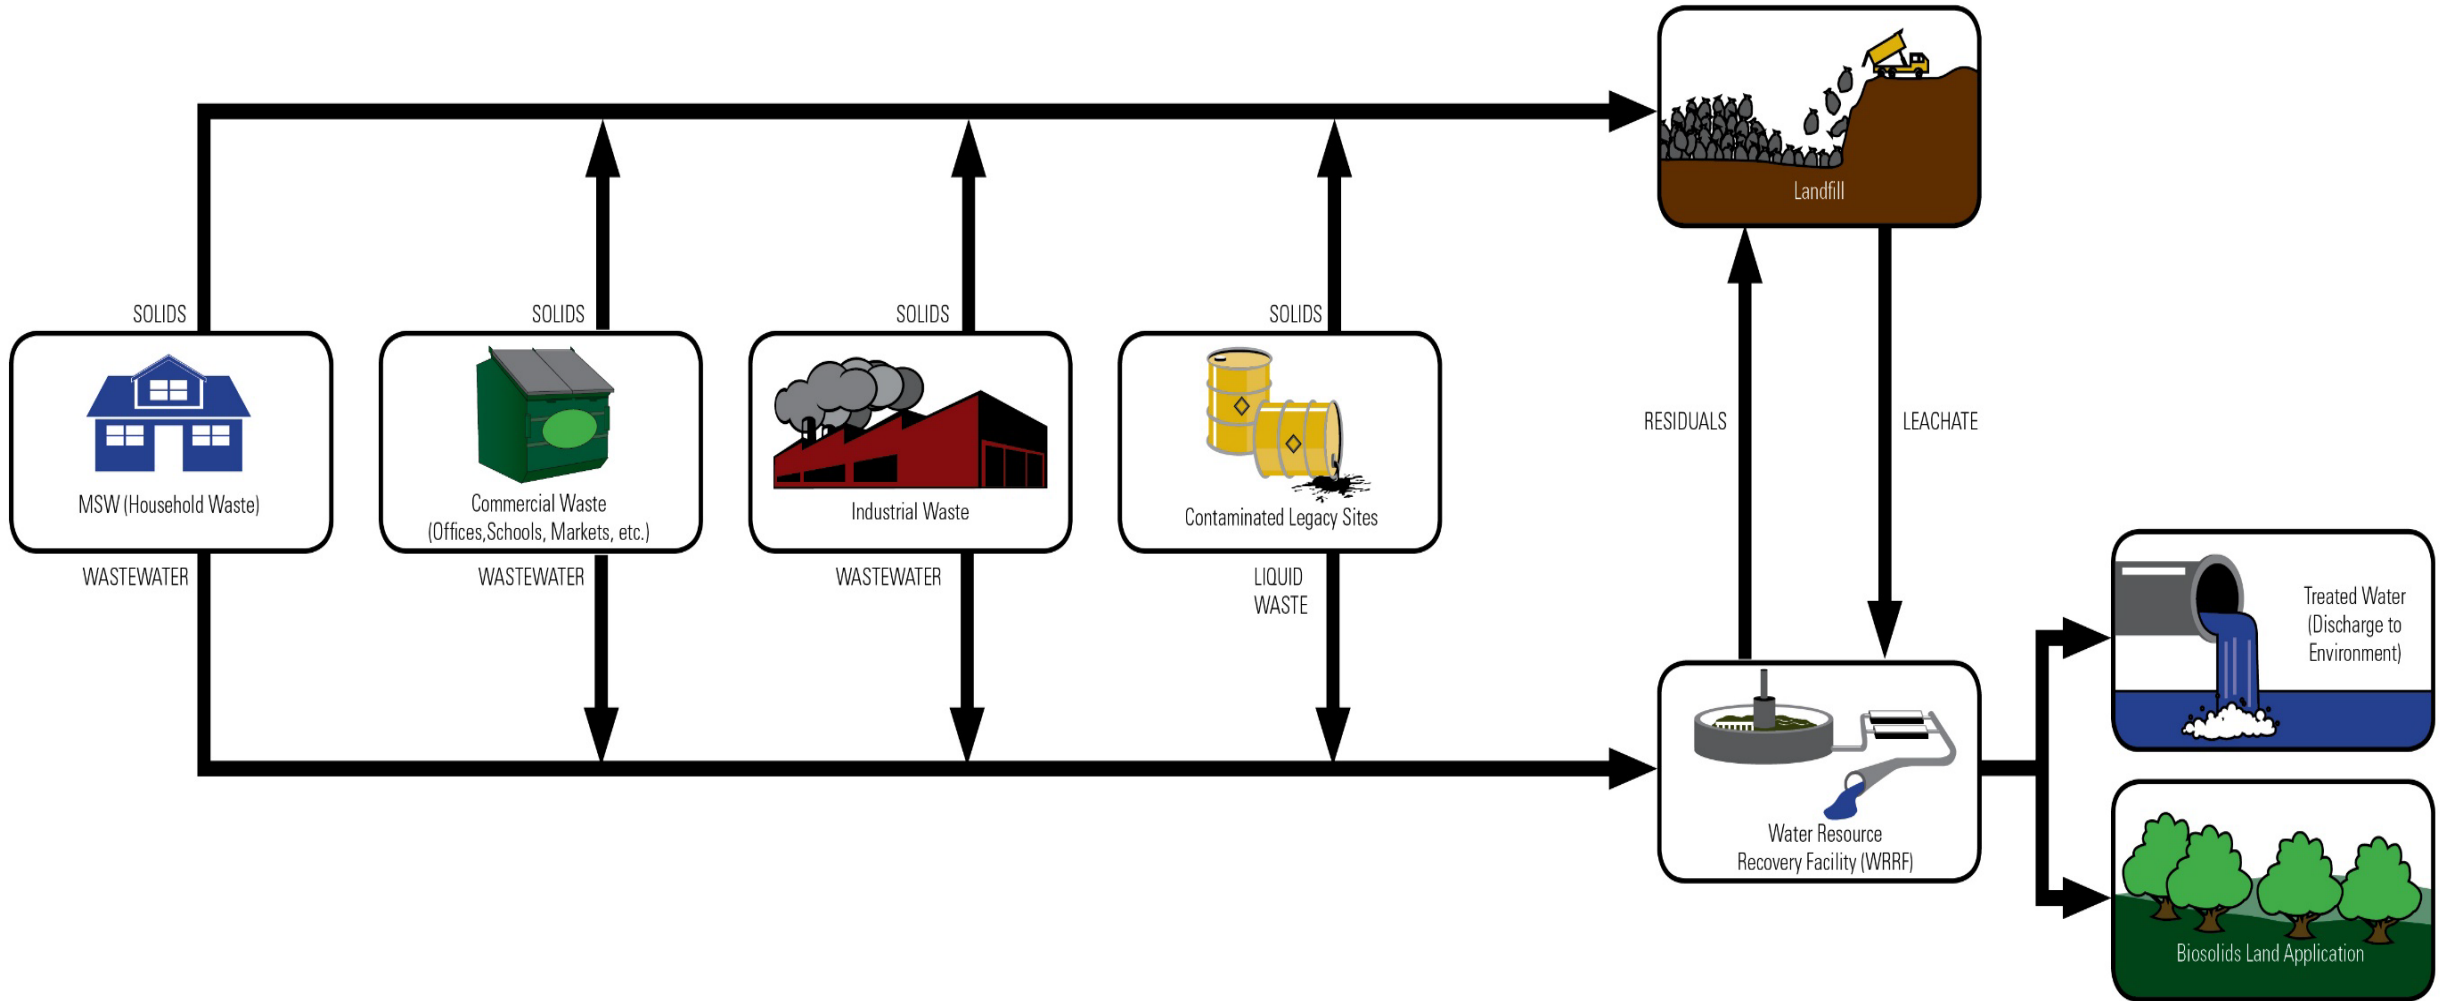 Landfill
SOLIDS
SOLIDS
SOLIDS
SOLIDS
MSW (Household Waste)
Commercial Waste
(Offices,Schools, Markets, etc.)
Industrial Waste
Contaminated Legacy Sites
RESIDUALS
LEACHATE
WASTEWATER
WASTEWATER
WASTEWATER
LIQUID
WASTE
Treated Water
(Discharge to
Environment)
Water Resource
Recovery Facility (WRRF)
Biosolids Land Application